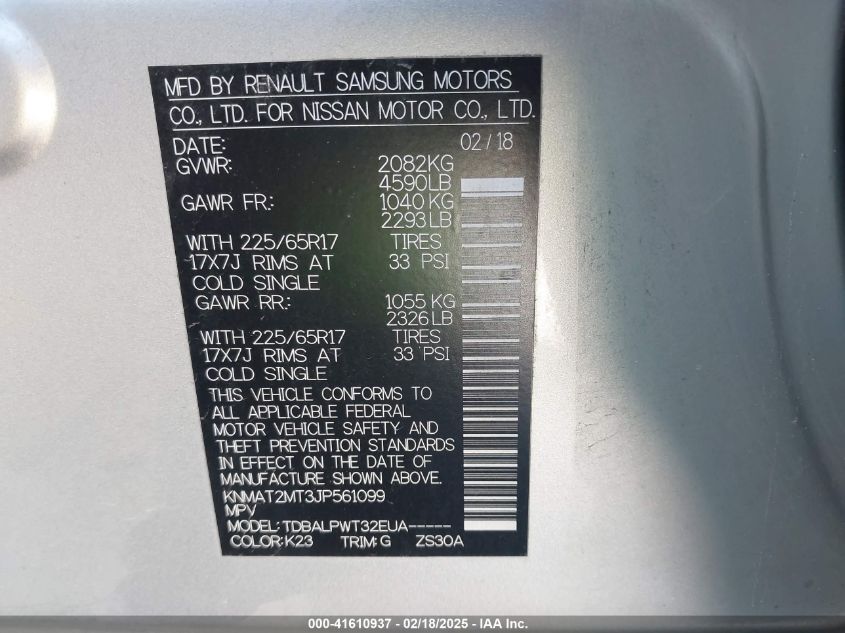 MFD BY RENAULT SAMSUNG MOTORS
CO., LTD. FOR NISSAN MOTOR CO., LTD.
DATE: 02/18
GVWR: 2082KG
4590LB
GAWR FR.: 1040KG
2293LB
WITH 225/65R17 TIRES
17X7J RIMS AT 33 PSI
COLD SINGLE
GAWR RR.: 1055KG
2326LB
WITH 225/65R17 TIRES
17X7J RIMS AT 33 PSI
COLD SINGLE
THIS VEHICLE CONFORMS TO
ALL APPLICABLE FEDERAL
MOTOR VEHICLE SAFETY AND
THEFT PREVENTION STANDARDS
IN EFFECT ON THE DATE OF
MANUFACTURE SHOWN ABOVE.
KNMAT2MT3JP561099
MPV
MODEL: TDBALPWT32EUA-----
COLOR: K23 TRIM: G ZS30A
000-41610937 - 02/18/2025 - IAA Inc.